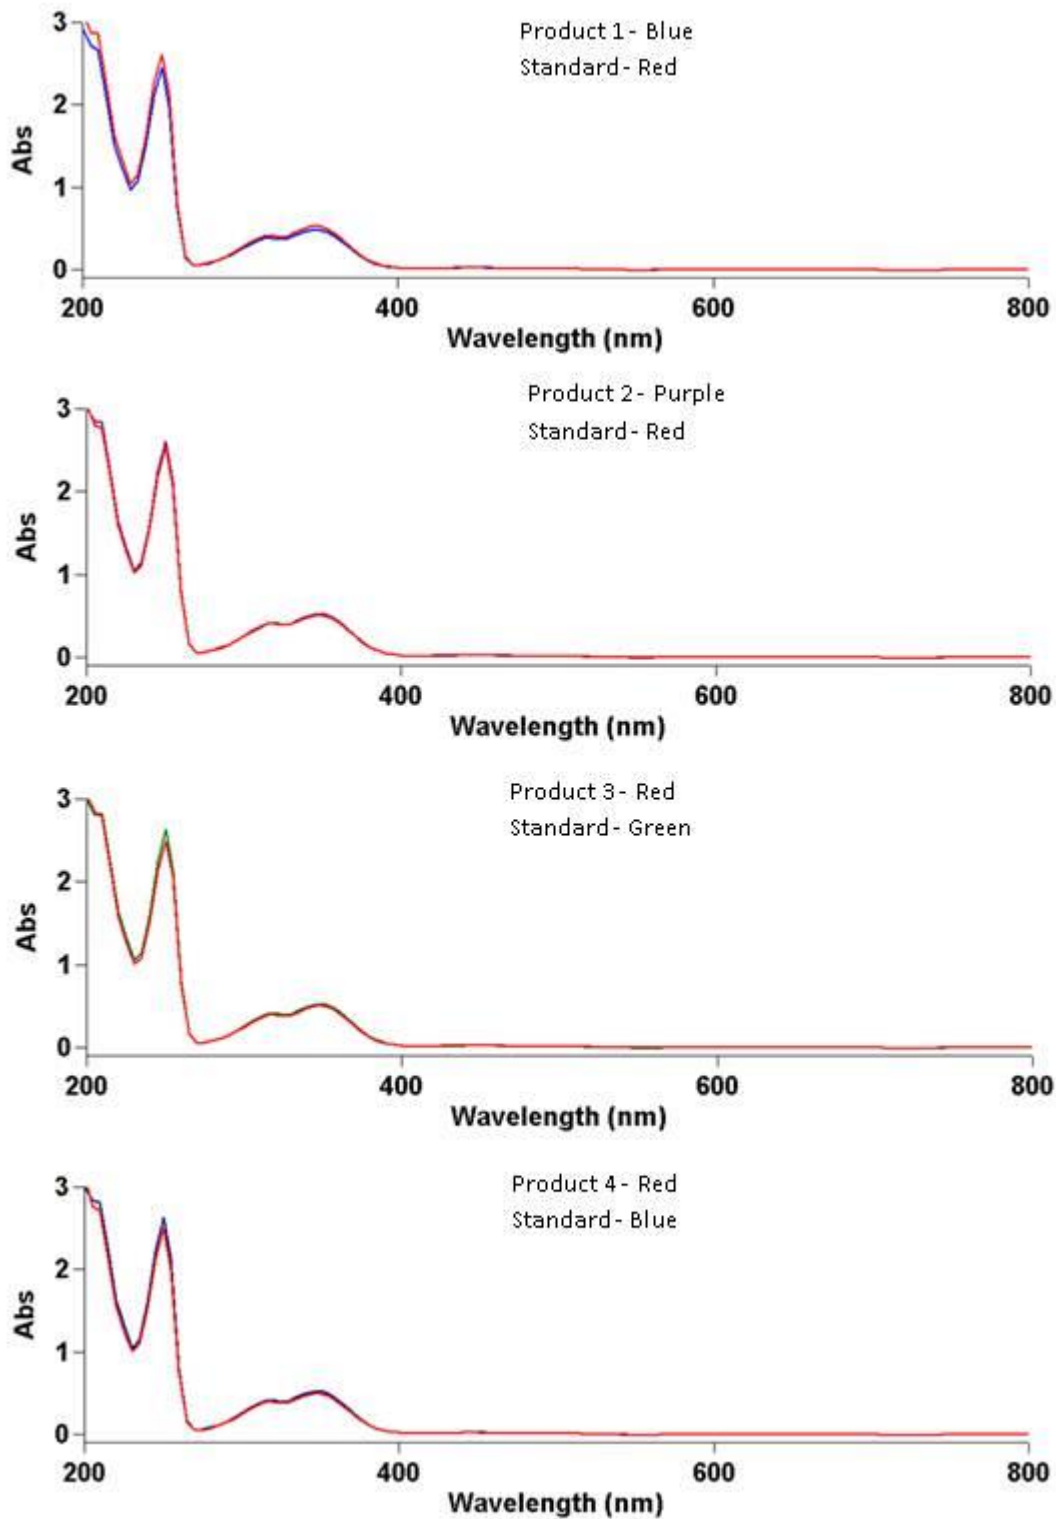 Product 1 - Blue
Standard - Red
3
2
1
0
Abs
200
400
600
800
Wavelength (nm)
Product 2 - Purple
Standard - Red
3
2
1
0
Abs
200
400
600
800
Wavelength (nm)
Product 3 - Red
Standard - Green
3
2
1
0
Abs
200
400
600
800
Wavelength (nm)
Product 4 - Red
Standard - Blue
3
2
1
0
Abs
200
400
600
800
Wavelength (nm)